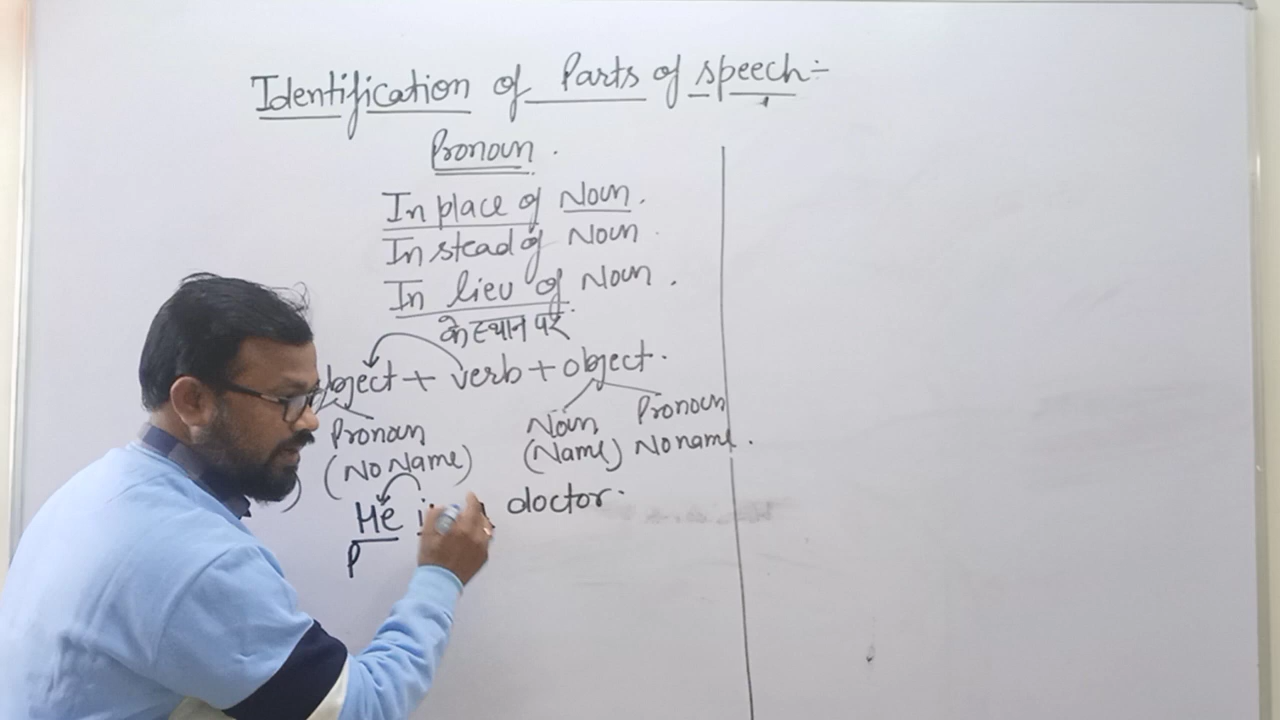 Identification of Parts of speech:-
Pronoun.
In place of Noun.
In stead of Noun.
In lieu of Noun.
के स्थान पर
bject + verb + object.
Pronoun Noun Pronoun
(No Name) (Name) No name.
He doctor.
P